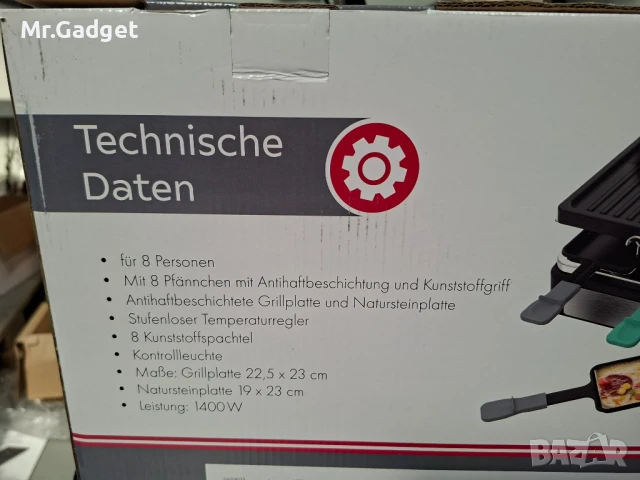 Mr.Gadget
Technische
Daten
• für 8 Personen
• Mit 8 Pfännchen mit Antihaftbeschichtung und Kunststoffgriff
• Antihaftbeschichtete Grillplatte und Natursteinplatte
• Stufenloser Temperaturregler
• 8 Kunststoffspachtel
• Kontrollleuchte
• Maße: Grillplatte 22,5 x 23 cm
• Natursteinplatte 19 x 23 cm
• Leistung: 1400W
BAZAR